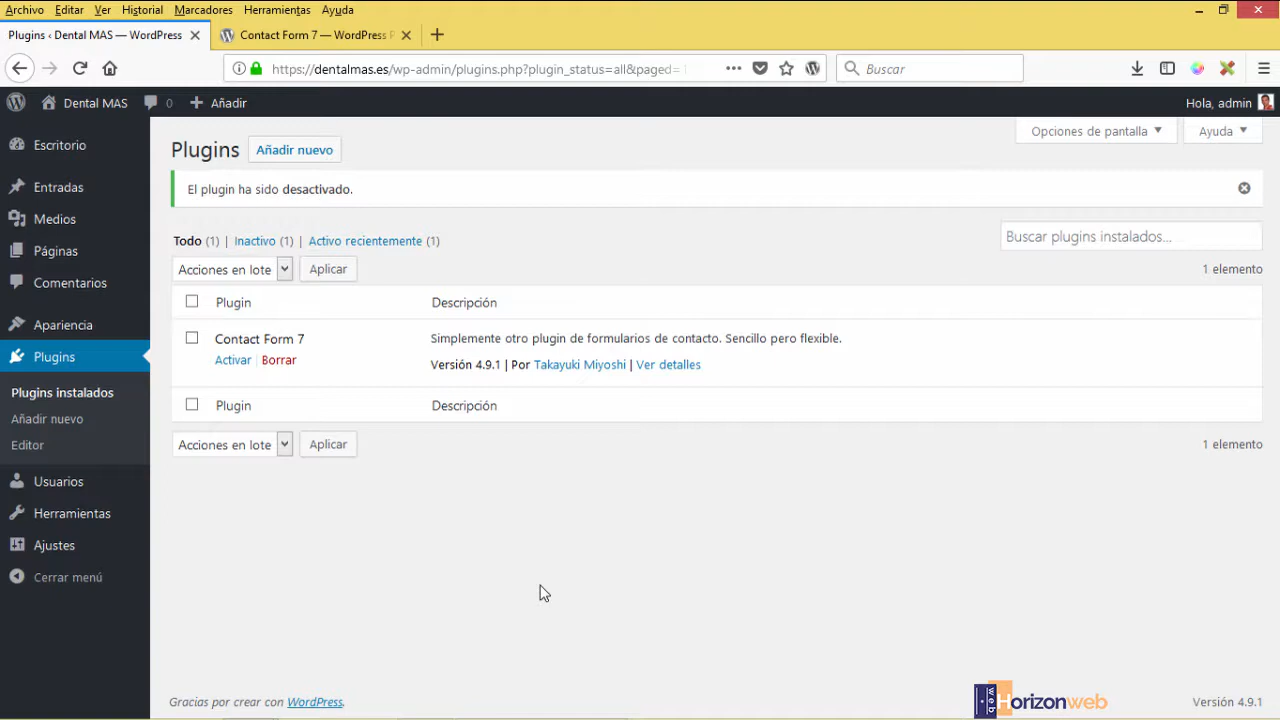 Archivo Editar Ver Historial Marcadores Herramientas Ayuda
Plugins ‹ Dental MAS — WordPress
Contact Form 7 — WordPress P
https://dentalmas.es/wp-admin/plugins.php?plugin_status=all&paged=
Buscar
Dental MAS 0 Añadir
Hola, admin
Opciones de pantalla
Ayuda
Plugins Añadir nuevo
El plugin ha sido desactivado.
Todo (1) | Inactivo (1) | Activo recientemente (1)
Buscar plugins instalados...
Acciones en lote Aplicar
1 elemento
Plugin Descripción
Contact Form 7 Simplemente otro plugin de formularios de contacto. Sencillo pero flexible.
Activar | Borrar Versión 4.9.1 | Por Takayuki Miyoshi | Ver detalles
Plugin Descripción
Acciones en lote Aplicar
1 elemento
Escritorio
Entradas
Medios
Páginas
Comentarios
Apariencia
Plugins
Plugins instalados
Añadir nuevo
Editor
Usuarios
Herramientas
Ajustes
Cerrar menú
Gracias por crear con WordPress.
web Horizonweb
Versión 4.9.1